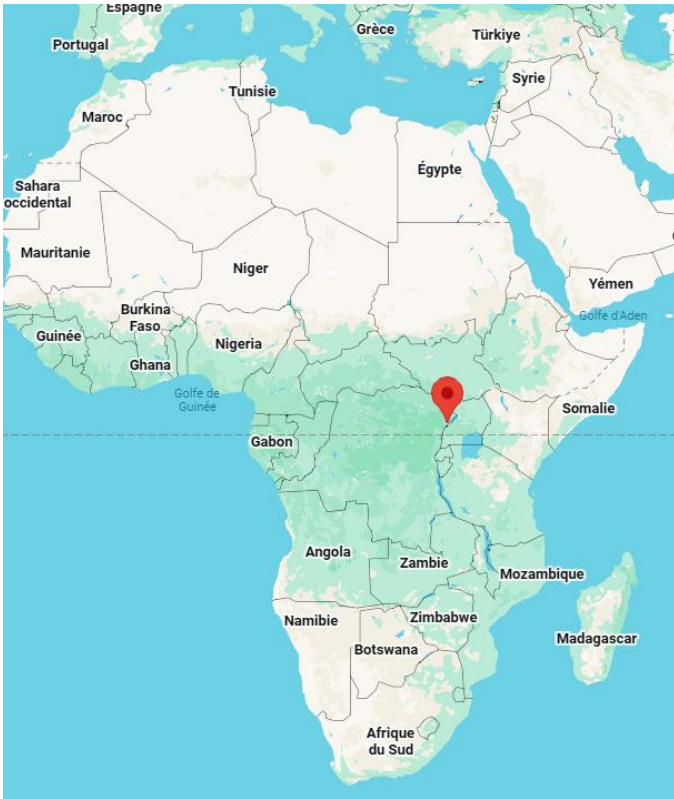 Espagne
Portugal
Grèce
Türkiye
Tunisie
Syrie
Maroc
Égypte
Sahara
occidental
Mauritanie
Niger
Yémen
Burkina
Faso
Golfe d'Aden
Guinée
Nigeria
Ghana
Golfe de
Guinée
Somalie
Gabon
Angola
Zambie
Mozambique
Namibie
Zimbabwe
Botswana
Madagascar
Afrique
du Sud